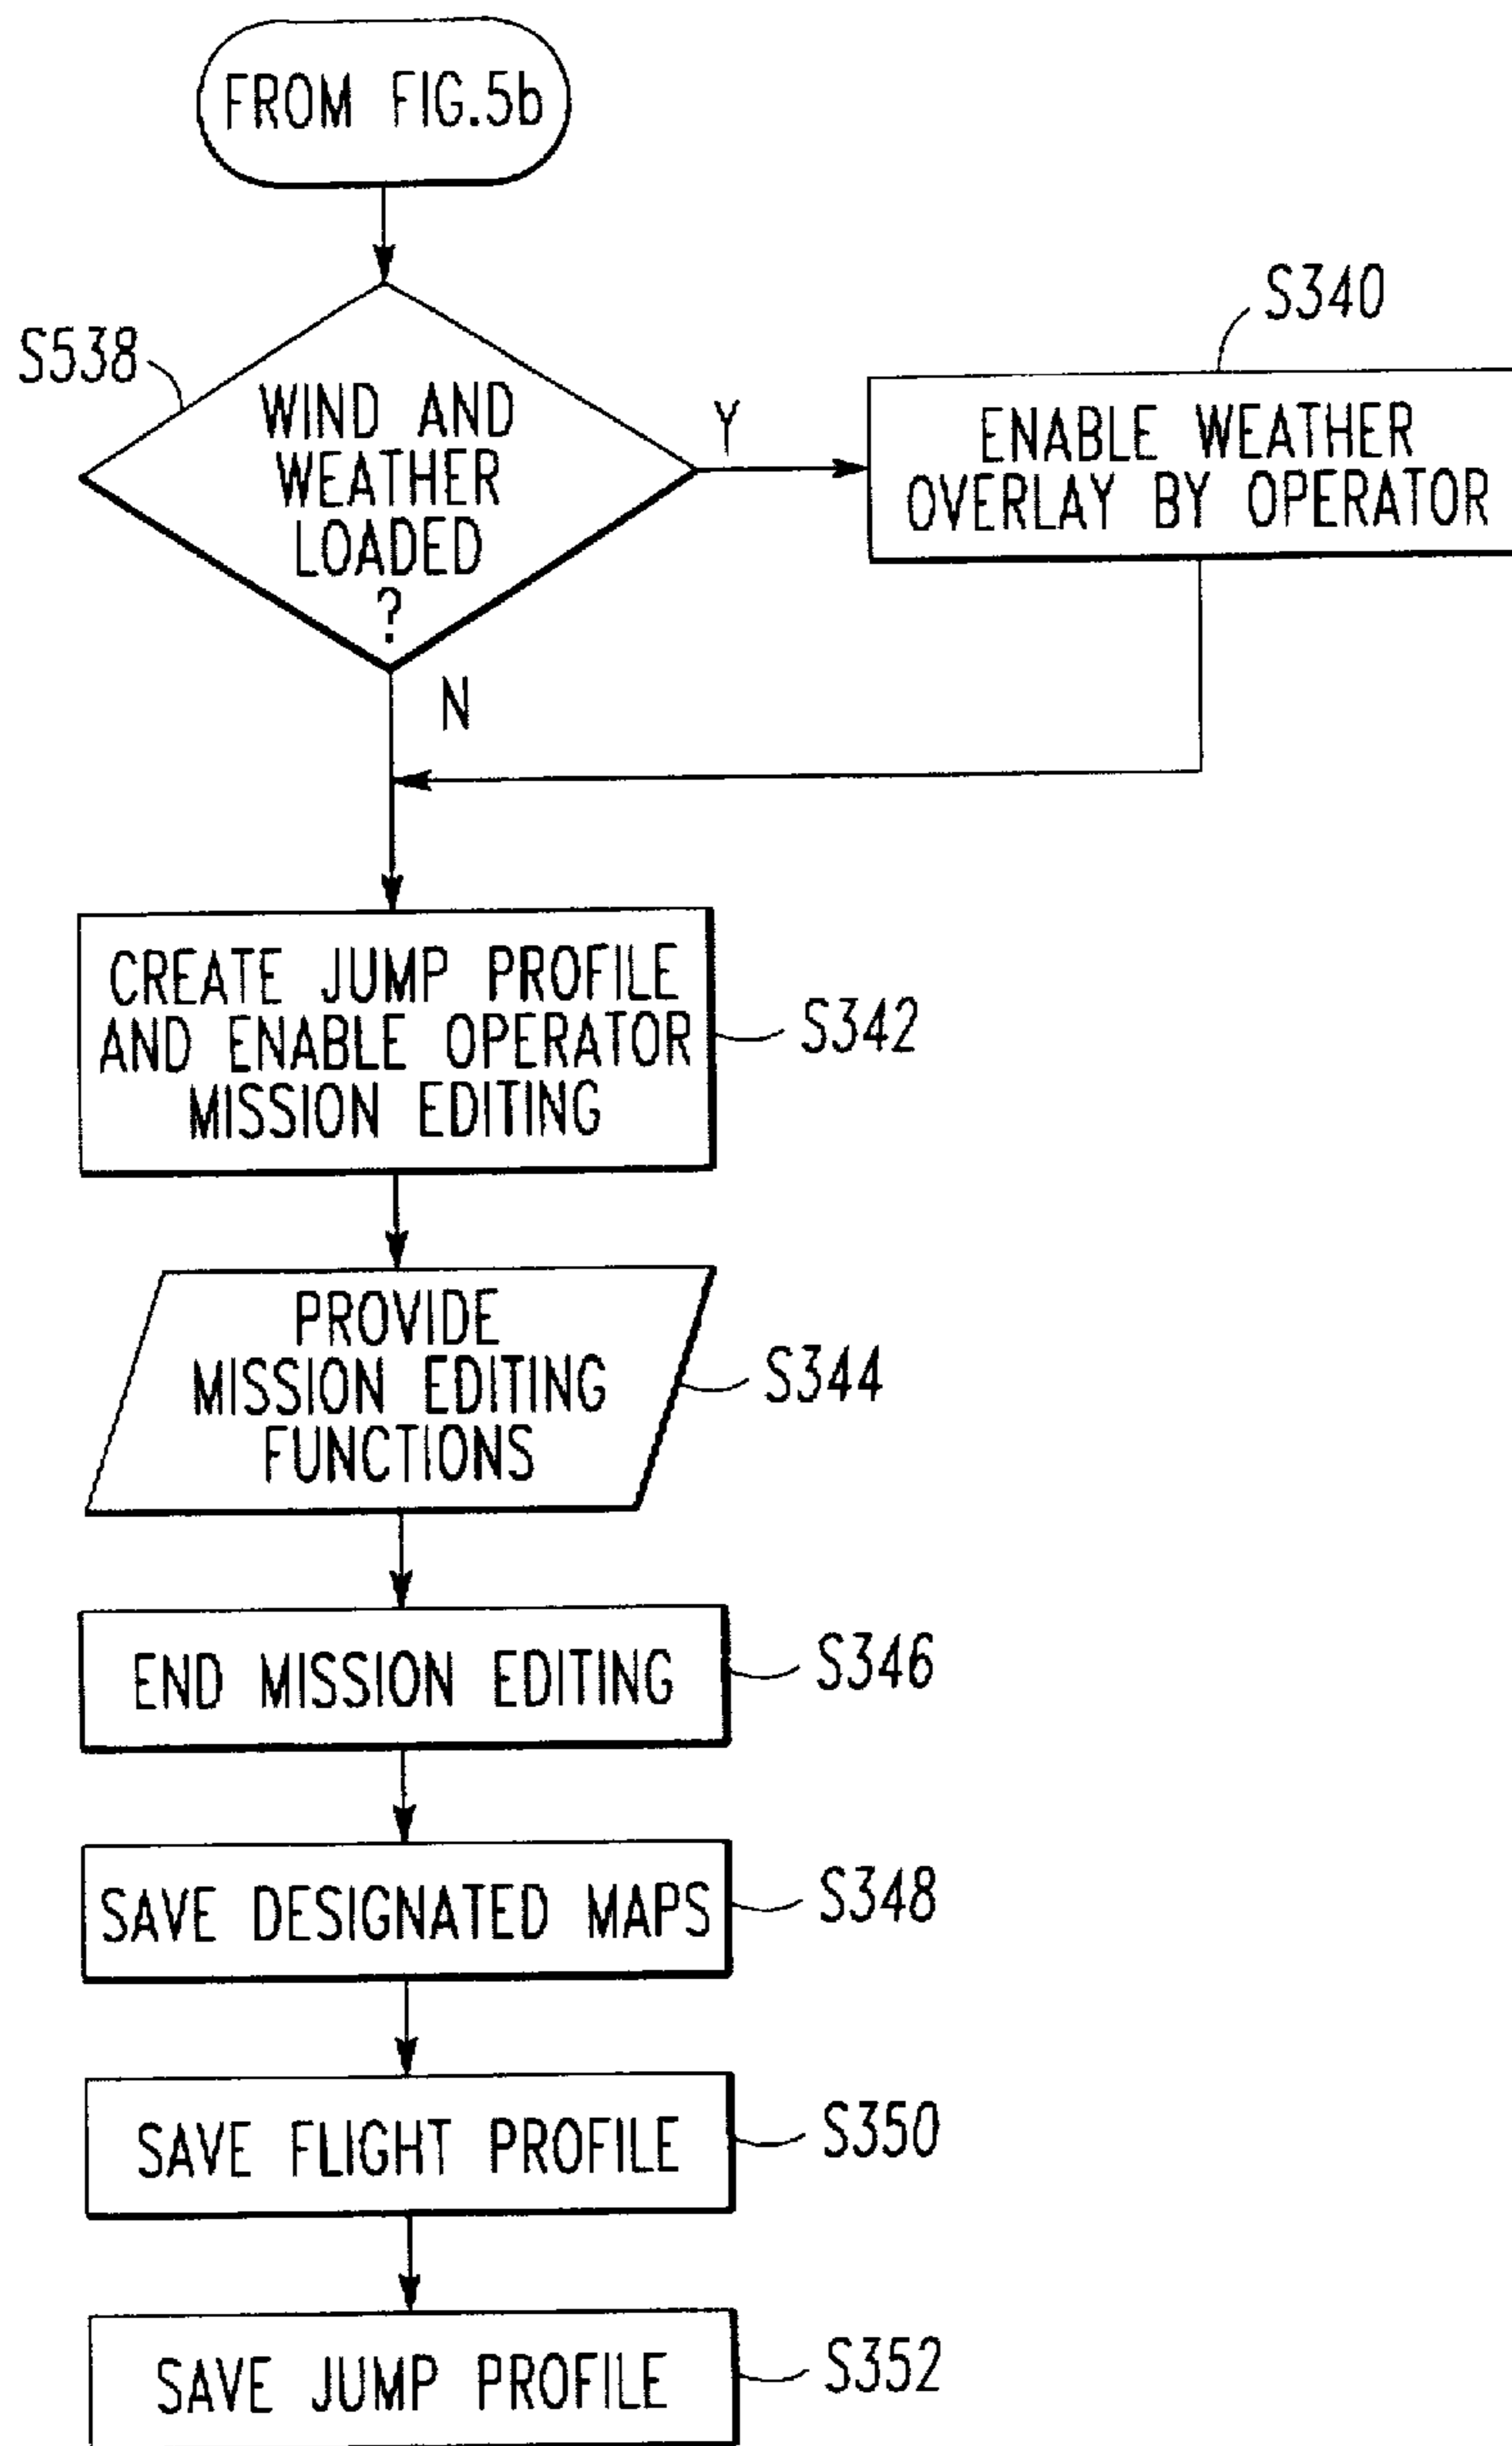 FROM FIG.5b
S538
WIND AND
WEATHER
LOADED
?
Y
N
S340
ENABLE WEATHER
OVERLAY BY OPERATOR
CREATE JUMP PROFILE
AND ENABLE OPERATOR
MISSION EDITING
S342
PROVIDE
MISSION EDITING
FUNCTIONS
S344
END MISSION EDITING
S346
SAVE DESIGNATED MAPS
S348
SAVE FLIGHT PROFILE
S350
SAVE JUMP PROFILE
S352